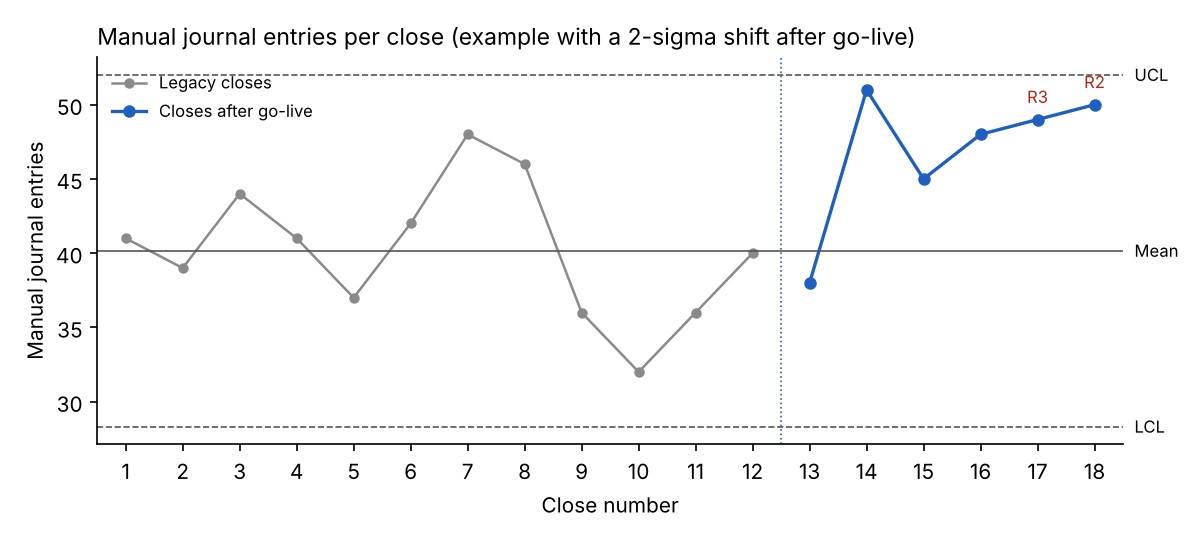 Manual journal entries per close (example with a 2-sigma shift after go-live)
Legacy closes
Closes after go-live
UCL
R2
R3
Mean
LCL
Manual journal entries
50
45
40
35
30
1 2 3 4 5 6 7 8 9 10 11 12 13 14 15 16 17 18
Close number